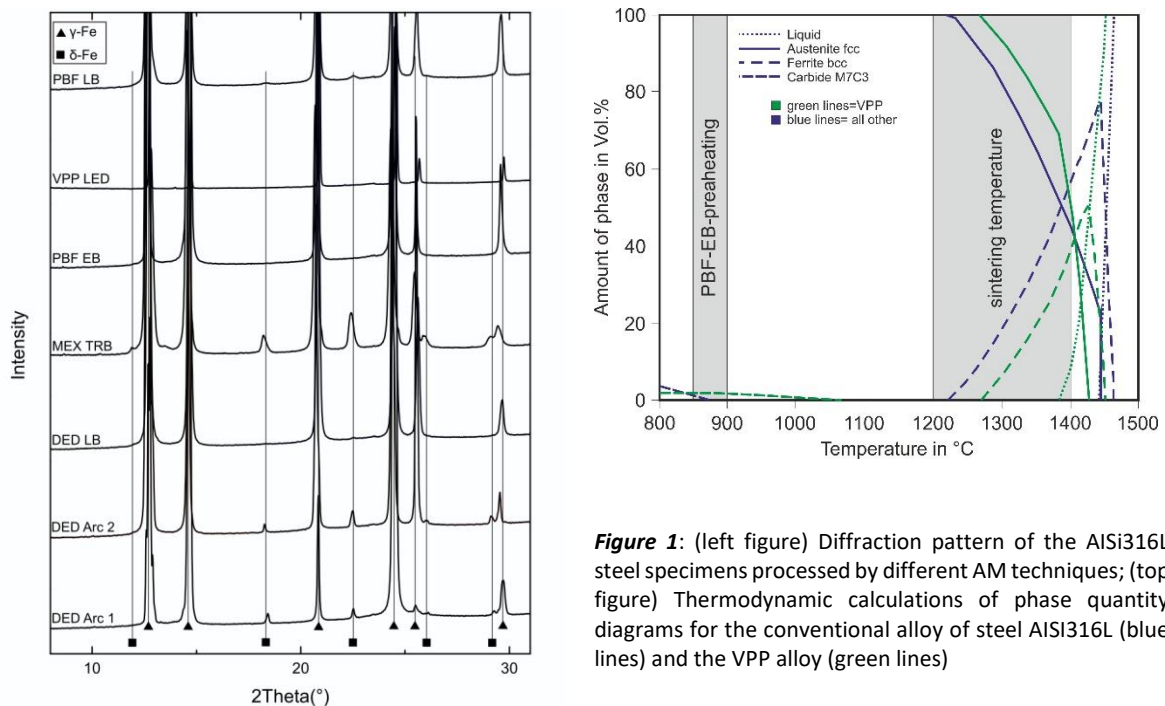 ▲ γ-Fe
■ δ-Fe
PBF LB
VPP LED
PBF EB
MEX TRB
DED LB
DED Arc 2
DED Arc 1
Intensity
10 20 30
2Theta(°)
100
80
60
40
20
0
Amount of phase in Vol.%
Liquid
Austenite fcc
Ferrite bcc
Carbide M7C3
green lines=VPP
blue lines= all other
PBF-EB-preaheating
sintering temperature
800 900 1000 1100 1200 1300 1400 1500
Temperature in °C
Figure 1: (left figure) Diffraction pattern of the AISi316L
steel specimens processed by different AM techniques; (top
figure) Thermodynamic calculations of phase quantity
diagrams for the conventional alloy of steel AISI316L (blue
lines) and the VPP alloy (green lines)